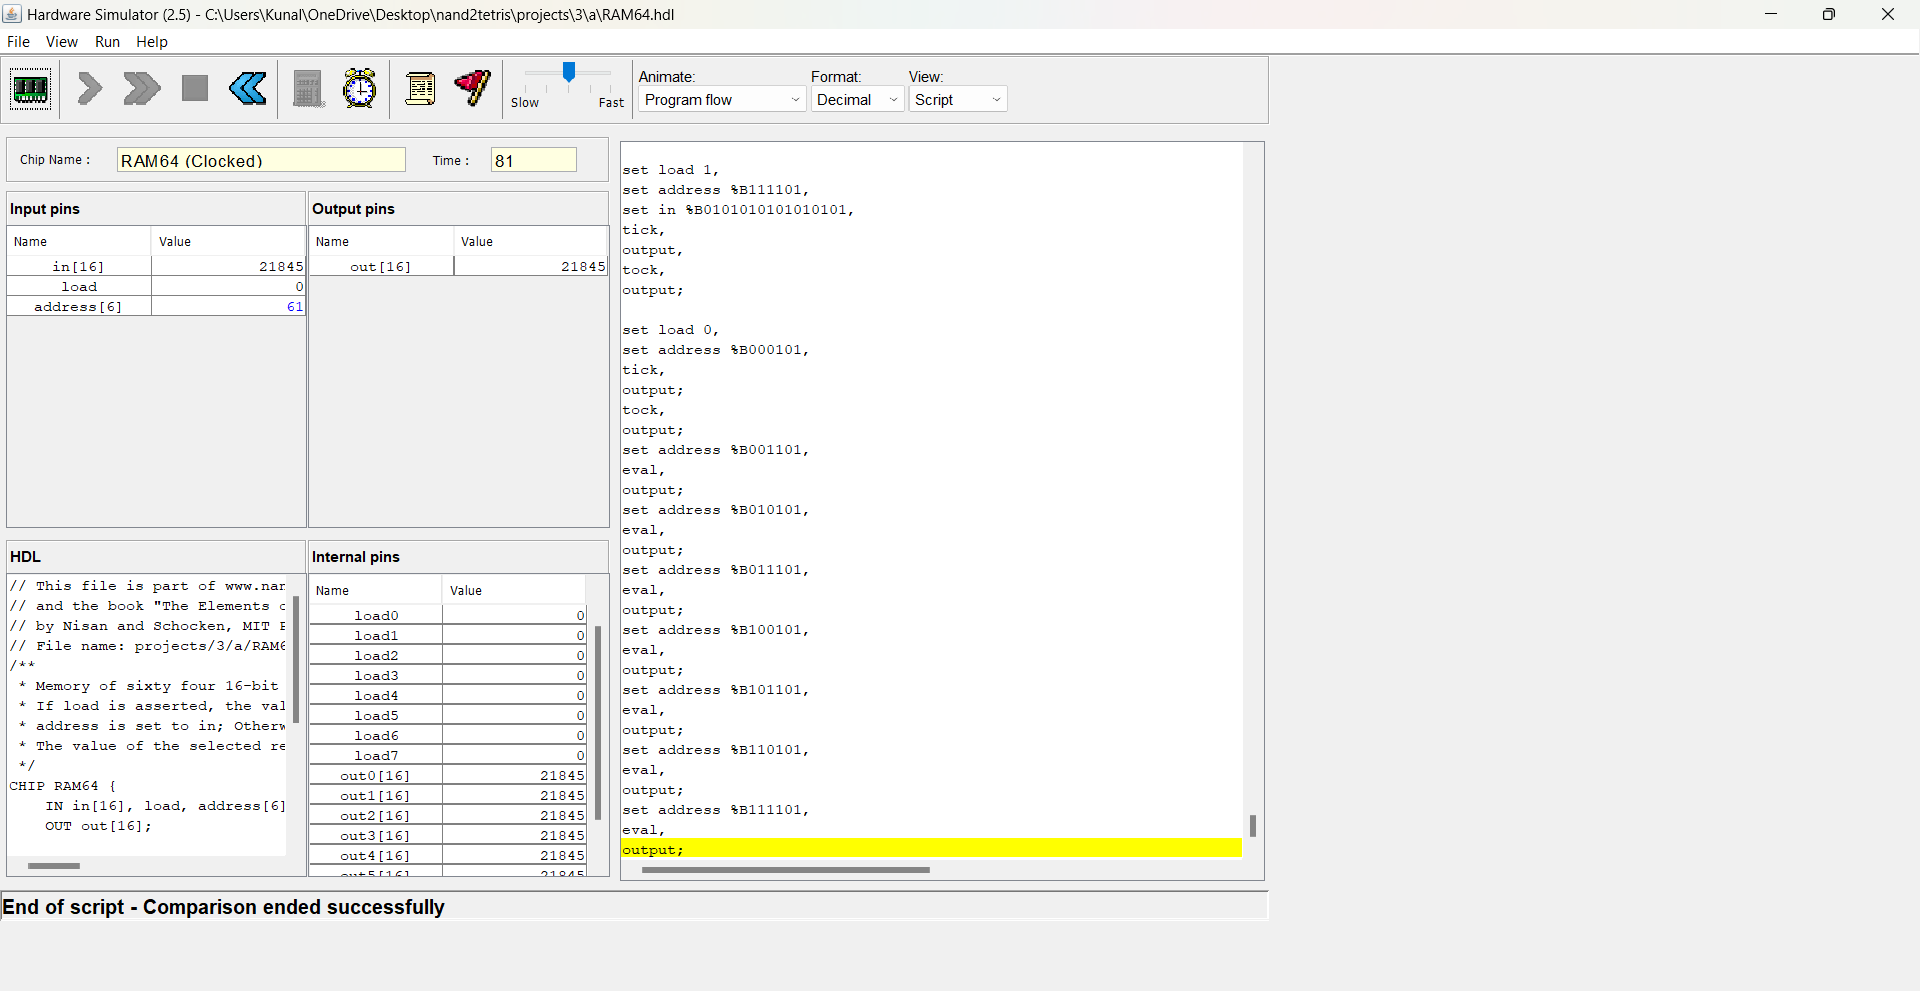 Hardware Simulator (2.5) - C:\Users\Kunal\OneDrive\Desktop\nand2tetris\projects\3\a\RAM64.hdl
File View Run Help
Slow Fast
Animate: Format: View:
Program flow Decimal Script
Chip Name : RAM64 (Clocked) Time : 81
Input pins
Name Value
in[16] 21845
load 0
address[6] 61
Output pins
Name Value
out[16] 21845
HDL
// This file is part of www.nan
// and the book "The Elements o
// by Nisan and Schocken, MIT P
// File name: projects/3/a/RAM6
/**
* Memory of sixty four 16-bit
* If load is asserted, the val
* address is set to in; Otherw
* The value of the selected re
*/
CHIP RAM64 {
IN in[16], load, address[6]
OUT out[16];
Internal pins
Name Value
load0 0
load1 0
load2 0
load3 0
load4 0
load5 0
load6 0
load7 0
out0[16] 21845
out1[16] 21845
out2[16] 21845
out3[16] 21845
out4[16] 21845
out5[16] 21845
set load 1,
set address %B111101,
set in %B0101010101010101,
tick,
output,
tock,
output;
set load 0,
set address %B000101,
tick,
output;
tock,
output;
set address %B001101,
eval,
output;
set address %B010101,
eval,
output;
set address %B011101,
eval,
output;
set address %B100101,
eval,
output;
set address %B101101,
eval,
output;
set address %B110101,
eval,
output;
set address %B111101,
eval,
output;
End of script - Comparison ended successfully